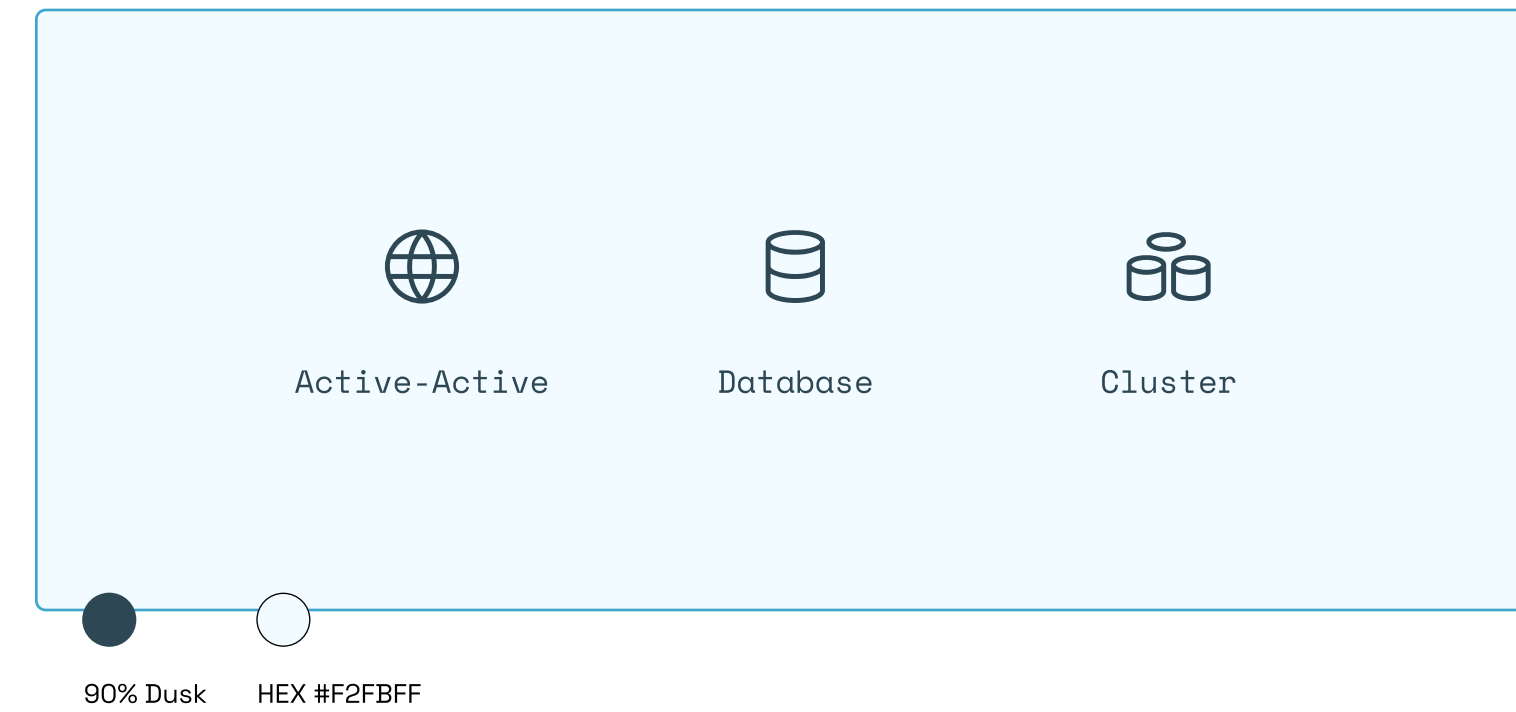 Active-Active
Database
Cluster
90% Dusk
HEX #F2FBFF